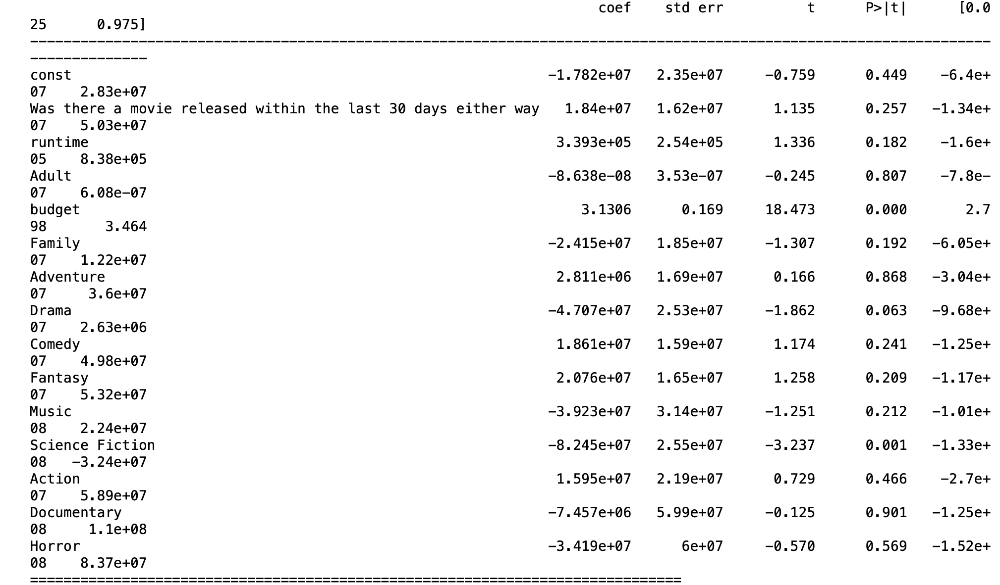 coef std err t P>|t| [0.0
25 0.975]
--------------------------------------------------------------------------------------------------------------------
--------------
const -1.782e+07 2.35e+07 -0.759 0.449 -6.4e+
07 2.83e+07
Was there a movie released within the last 30 days either way 1.84e+07 1.62e+07 1.135 0.257 -1.34e+
07 5.03e+07
runtime 3.393e+05 2.54e+05 1.336 0.182 -1.6e+
05 8.38e+05
Adult -8.638e-08 3.53e-07 -0.245 0.807 -7.8e-
07 6.08e-07
budget 3.1306 0.169 18.473 0.000 2.7
98 3.464
Family -2.415e+07 1.85e+07 -1.307 0.192 -6.05e+
07 1.22e+07
Adventure 2.811e+06 1.69e+07 0.166 0.868 -3.04e+
07 3.6e+07
Drama -4.707e+07 2.53e+07 -1.862 0.063 -9.68e+
07 2.63e+06
Comedy 1.861e+07 1.59e+07 1.174 0.241 -1.25e+
07 4.98e+07
Fantasy 2.076e+07 1.65e+07 1.258 0.209 -1.17e+
07 5.32e+07
Music -3.923e+07 3.14e+07 -1.251 0.212 -1.01e+
08 2.24e+07
Science Fiction -8.245e+07 2.55e+07 -3.237 0.001 -1.33e+
08 -3.24e+07
Action 1.595e+07 2.19e+07 0.729 0.466 -2.7e+
07 5.89e+07
Documentary -7.457e+06 5.99e+07 -0.125 0.901 -1.25e+
08 1.1e+08
Horror -3.419e+07 6e+07 -0.570 0.569 -1.52e+
08 8.37e+07
==============================================================================